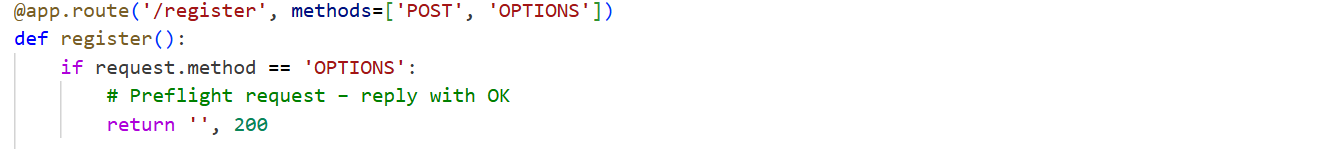 @app.route('/register', methods=['POST', 'OPTIONS'])
def register():
    if request.method == 'OPTIONS':
        # Preflight request – reply with OK
        return '', 200